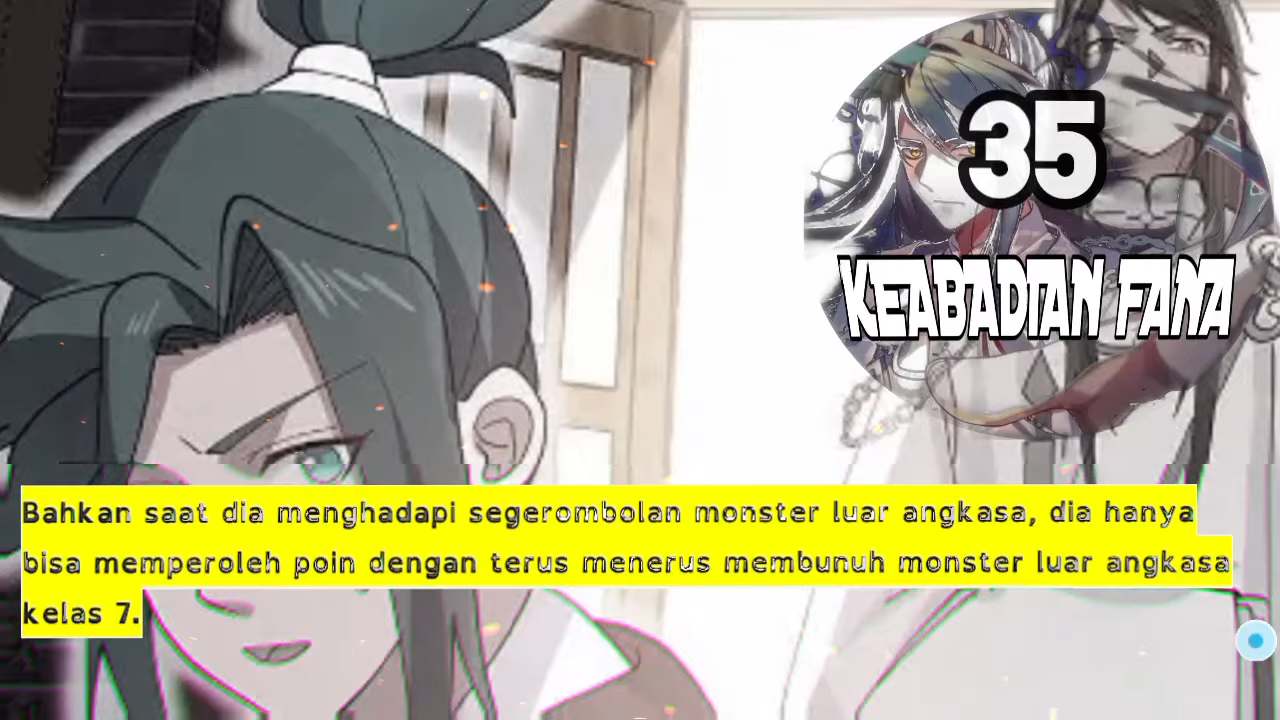 35
KEABADIAN FANA
Bahkan saat dia menghadapi segerombolan monster luar angkasa, dia hanya
bisa memperoleh poin dengan terus menerus membunuh monster luar angkasa
kelas 7.